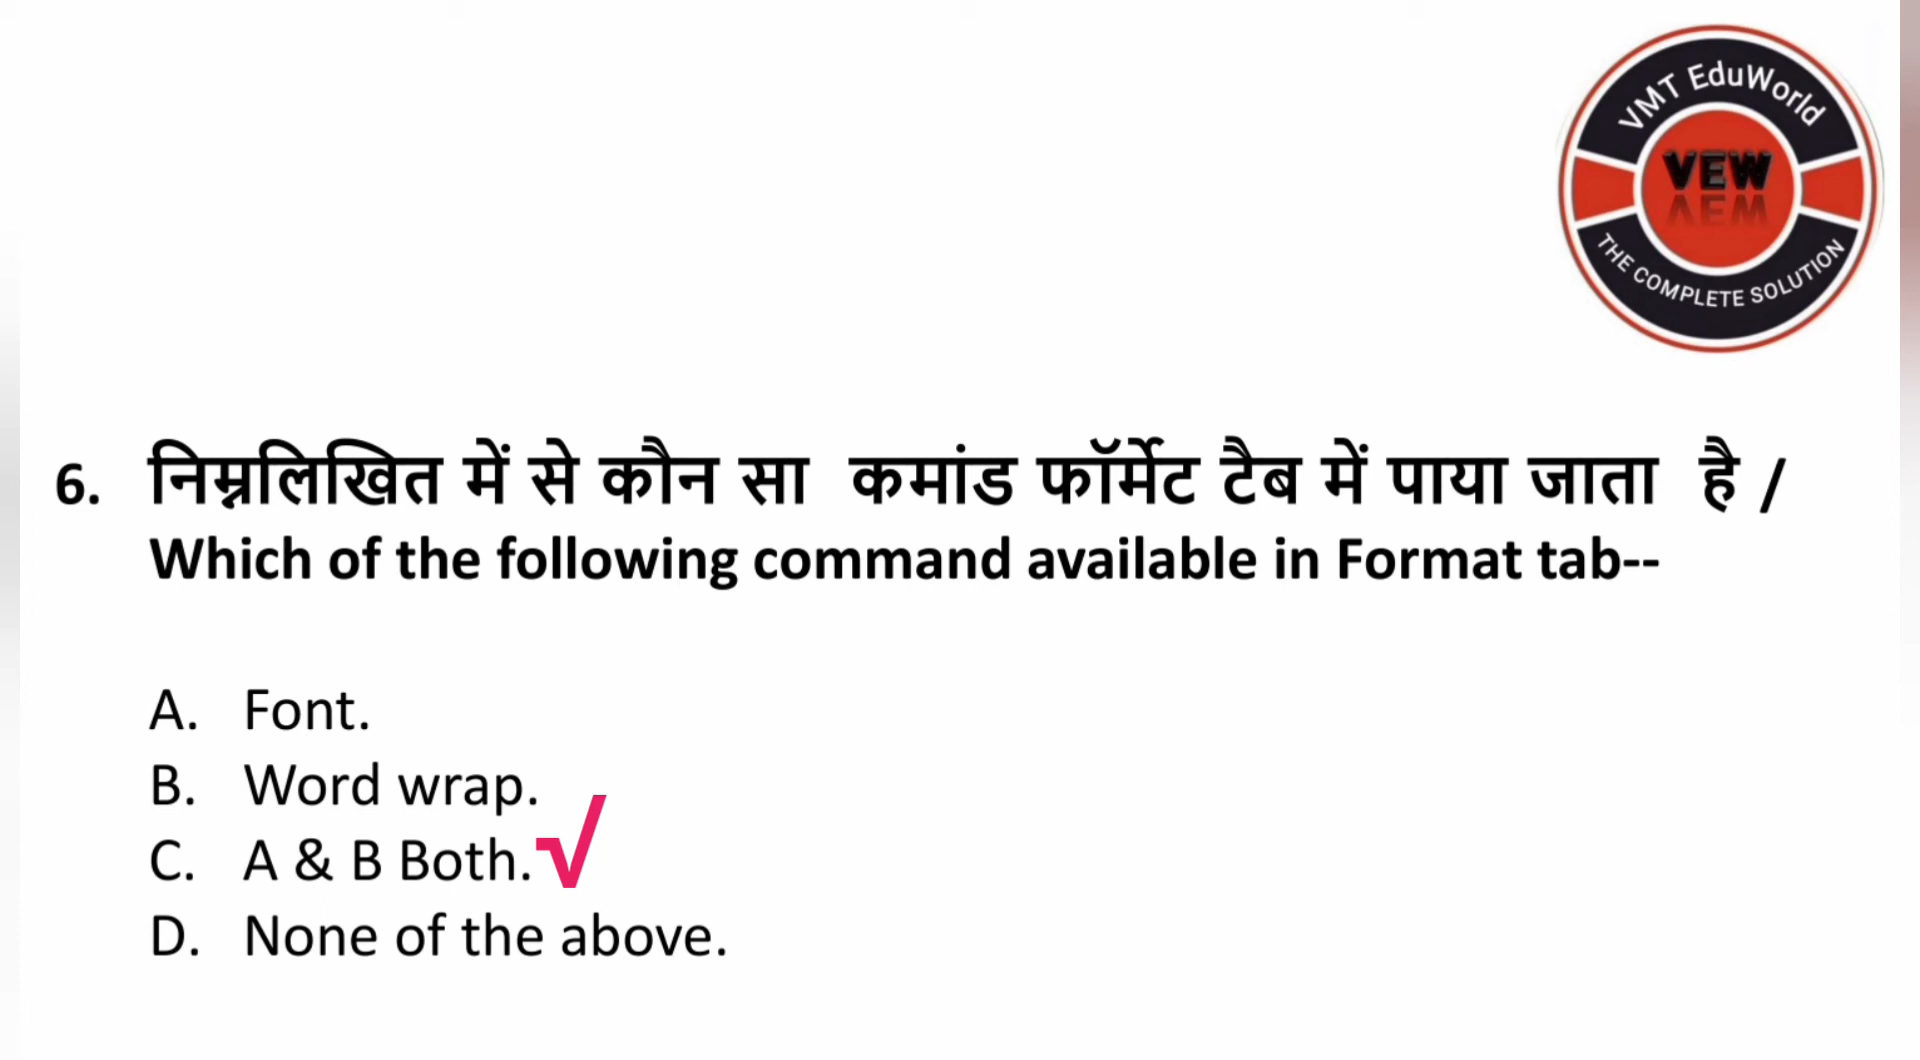 VMT EduWorld
VEW
THE COMPLETE SOLUTION
6. निम्नलिखित में से कौन सा कमांड फॉर्मेट टैब में पाया जाता है /
Which of the following command available in Format tab--
A. Font.
B. Word wrap.
C. A & B Both.√
D. None of the above.